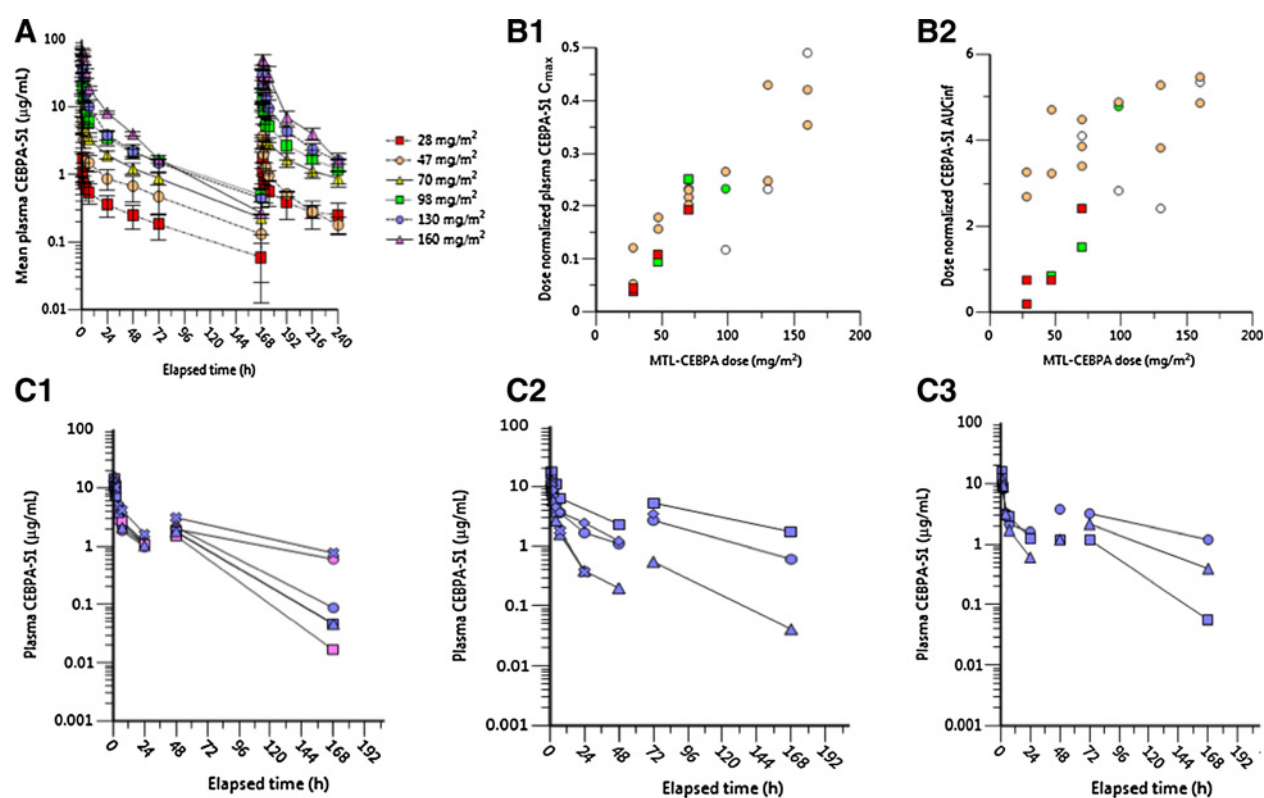 A
Mean plasma CEBPA-51 (µg/mL)
100
10
1
0.1
0.01
0 24 48 72 96 120 144 168 192 216 240
Elapsed time (h)
28 mg/m²
47 mg/m²
70 mg/m²
98 mg/m²
130 mg/m²
160 mg/m²
B1
Dose normalized plasma CEBPA-51 Cmax
0.5
0.4
0.3
0.2
0.1
0
0 50 100 150 200
MTL-CEBPA dose (mg/m²)
B2
Dose normalized CEBPA-51 AUCinf
6
4
2
0
0 50 100 150 200
MTL-CEBPA dose (mg/m²)
C1
Plasma CEBPA-51 (µg/mL)
100
10
1
0.1
0.01
0.001
0 24 48 72 96 120 144 168 192
Elapsed time (h)
C2
Plasma CEBPA-51 (µg/mL)
100
10
1
0.1
0.01
0.001
0 24 48 72 96 120 144 168 192
Elapsed time (h)
C3
Plasma CEBPA-51 (µg/mL)
100
10
1
0.1
0.01
0.001
0 24 48 72 96 120 144 168 192
Elapsed time (h)